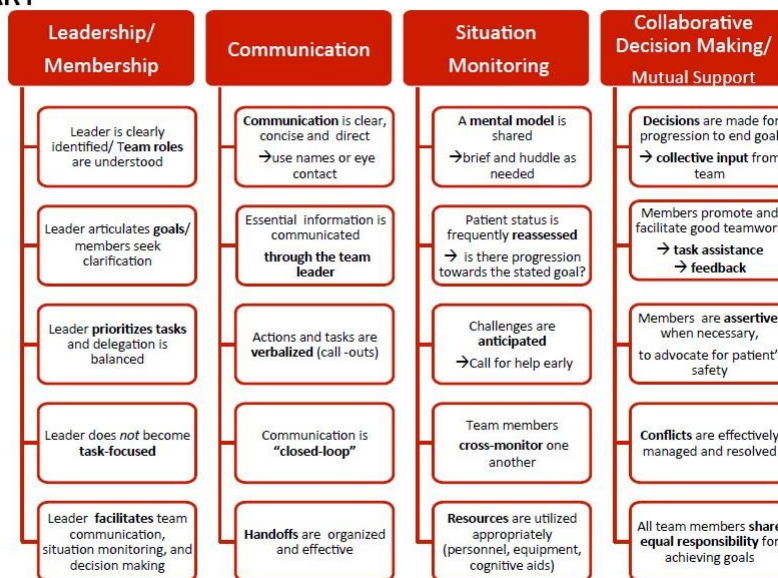 Leadership/
Membership
Leader is clearly
identified/ Team roles
are understood
Leader articulates goals/
members seek
clarification
Leader prioritizes tasks
and delegation is
balanced
Leader does not become
task-focused
Leader facilitates team
communication,
situation monitoring, and
decision making
Communication
Communication is clear,
concise and direct
→use names or eye
contact
Essential information is
communicated
through the team
leader
Actions and tasks are
verbalized (call -outs)
Communication is
“closed-loop”
Handoffs are organized
and effective
Situation
Monitoring
A mental model is
shared
→brief and huddle as
needed
Patient status is
frequently reassessed
→ is there progression
towards the stated goal?
Challenges are
anticipated
→Call for help early
Team members
cross-monitor one
another
Resources are utilized
appropriately
(personnel, equipment,
cognitive aids)
Collaborative
Decision Making/
Mutual Support
Decisions are made for
progression to end goal
→ collective input from
team
Members promote and
facilitate good teamwor
→ task assistance
→ feedback
Members are assertive
when necessary,
to advocate for patient'
safety
Conflicts are effectively
managed and resolved
All team members share
equal responsibility for
achieving goals